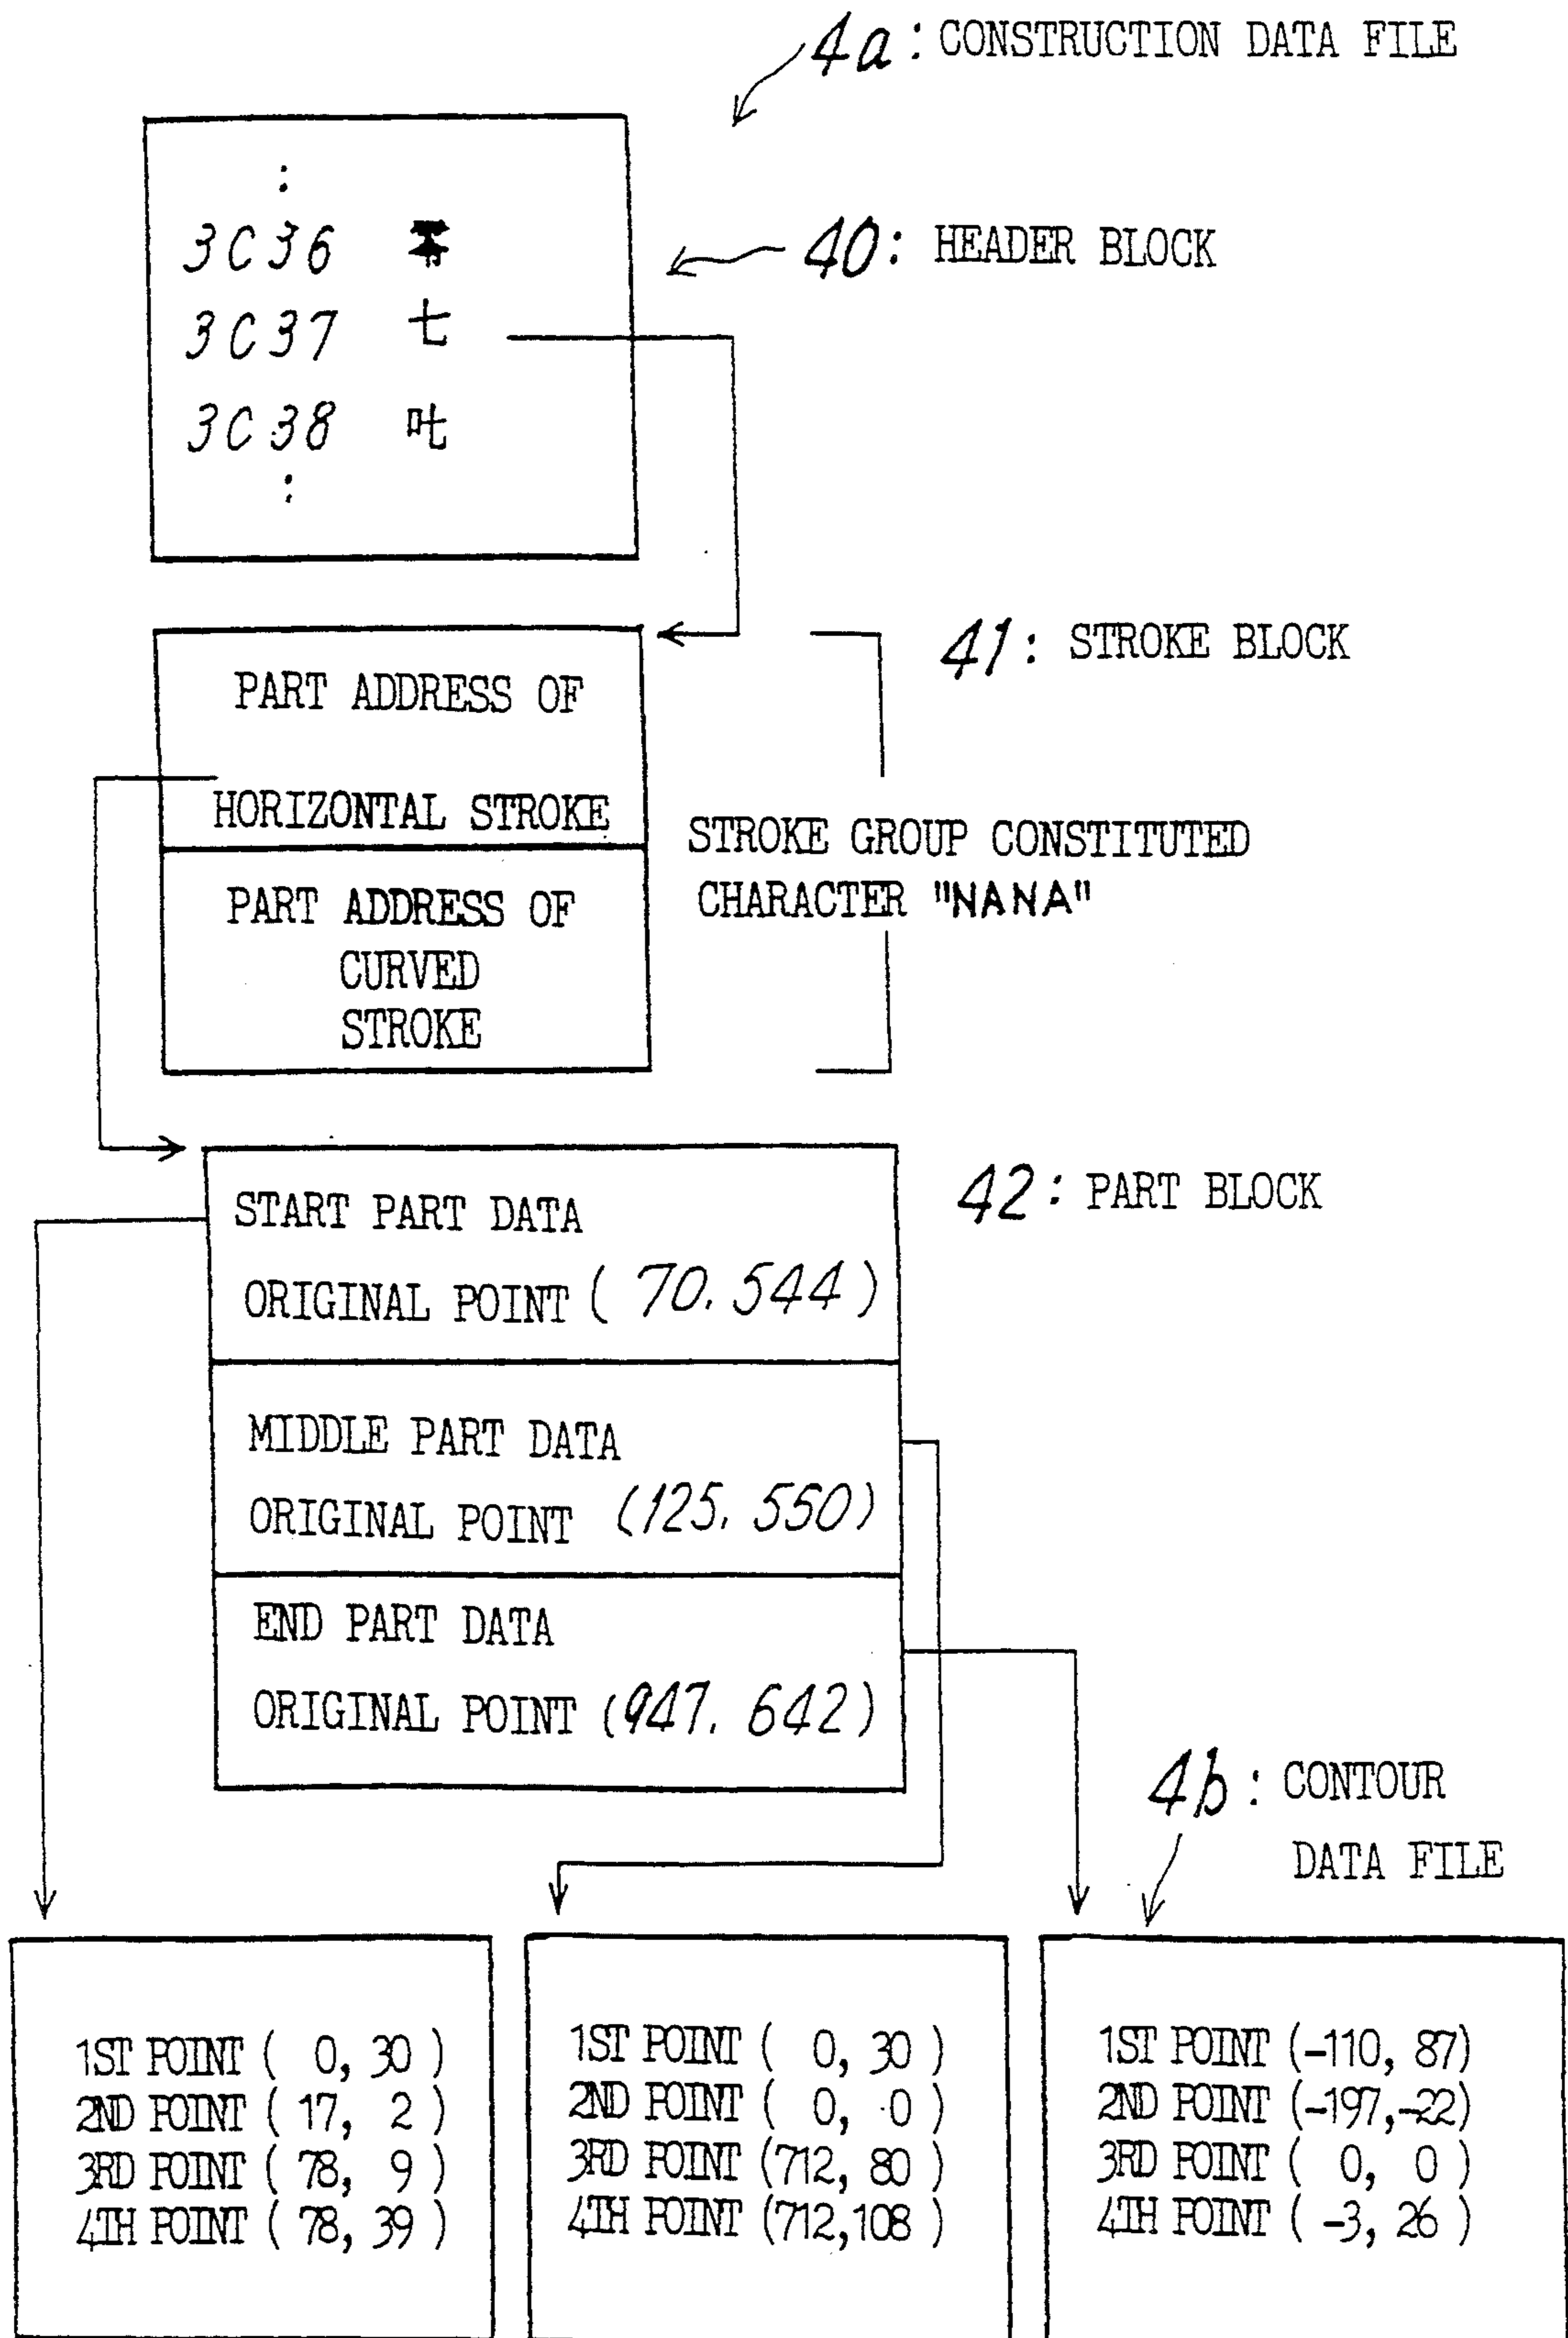 4a : CONSTRUCTION DATA FILE
:
3C36
40 : HEADER BLOCK
3C37 七
3C38 叱
:
41 : STROKE BLOCK
PART ADDRESS OF
HORIZONTAL STROKE
STROKE GROUP CONSTITUTED
CHARACTER "NANA"
PART ADDRESS OF
CURVED
STROKE
42 : PART BLOCK
START PART DATA
ORIGINAL POINT ( 70. 544 )
MIDDLE PART DATA
ORIGINAL POINT (125. 550)
END PART DATA
ORIGINAL POINT (947. 642)
4b : CONTOUR
DATA FILE
1ST POINT ( 0, 30 )
2ND POINT ( 17, 2 )
3RD POINT ( 78, 9 )
4TH POINT ( 78, 39 )
1ST POINT ( 0, 30 )
2ND POINT ( 0, 0 )
3RD POINT (712, 80 )
4TH POINT (712,108 )
1ST POINT (-110, 87)
2ND POINT (-197,-22)
3RD POINT ( 0, 0 )
4TH POINT ( -3, 26 )